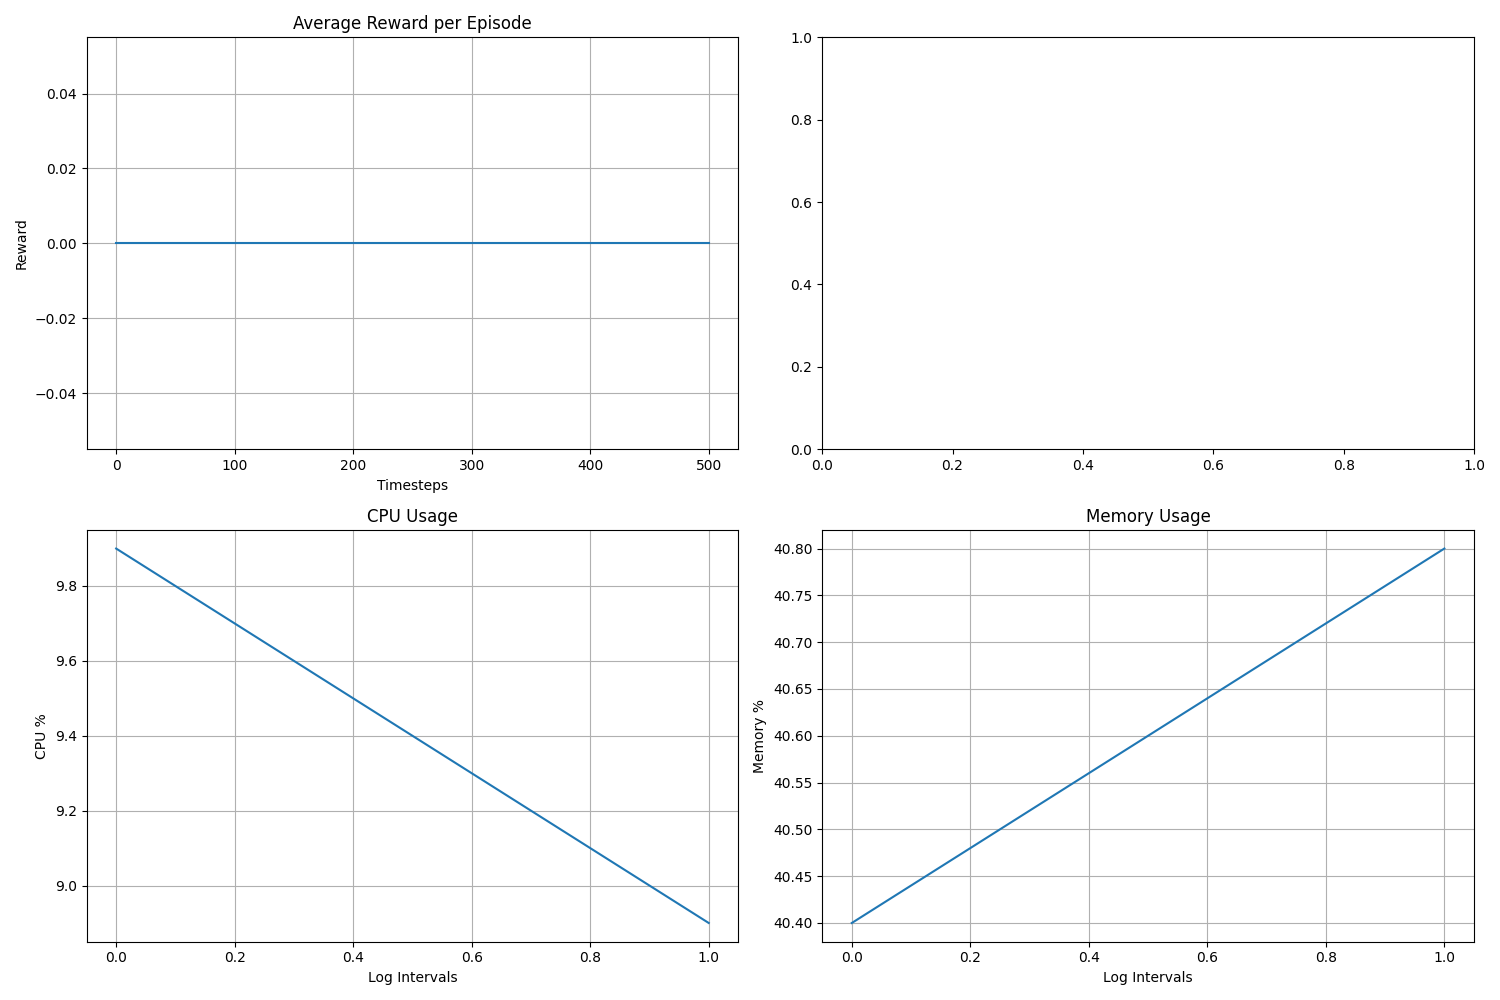 Average Reward per Episode
0.04
0.02
0.00
−0.02
−0.04
Reward
0 100 200 300 400 500
Timesteps
1.0
0.8
0.6
0.4
0.2
0.0
0.0 0.2 0.4 0.6 0.8 1.0
CPU Usage
9.8
9.6
9.4
9.2
9.0
CPU %
0.0 0.2 0.4 0.6 0.8 1.0
Log Intervals
Memory Usage
40.80
40.75
40.70
40.65
40.60
40.55
40.50
40.45
40.40
Memory %
0.0 0.2 0.4 0.6 0.8 1.0
Log Intervals